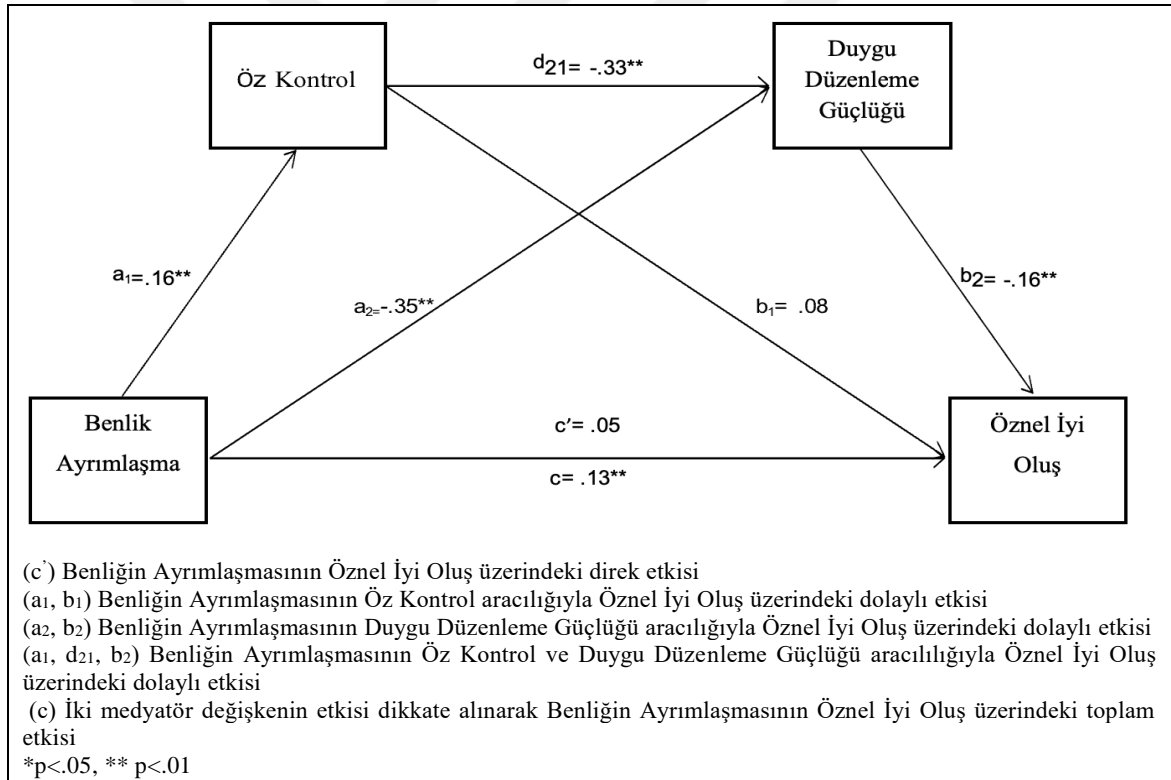 Öz Kontrol
d21= -.33**
Duygu
Düzenleme
Güçlüğü
a1=.16**
a2=-.35**
b1= .08
b2= -.16**
Benlik
Ayrımlaşma
c'= .05
c= .13**
Öznel İyi
Oluş
(c') Benliğin Ayrımlaşmasının Öznel İyi Oluş üzerindeki direk etkisi
(a1, b1) Benliğin Ayrımlaşmasının Öz Kontrol aracılığıyla Öznel İyi Oluş üzerindeki dolaylı etkisi
(a2, b2) Benliğin Ayrımlaşmasının Duygu Düzenleme Güçlüğü aracılığıyla Öznel İyi Oluş üzerindeki dolaylı etkisi
(a1, d21, b2) Benliğin Ayrımlaşmasının Öz Kontrol ve Duygu Düzenleme Güçlüğü aracılılığıyla Öznel İyi Oluş
üzerindeki dolaylı etkisi
(c) İki medyatör değişkenin etkisi dikkate alınarak Benliğin Ayrımlaşmasının Öznel İyi Oluş üzerindeki toplam
etkisi
*p<.05, ** p<.01